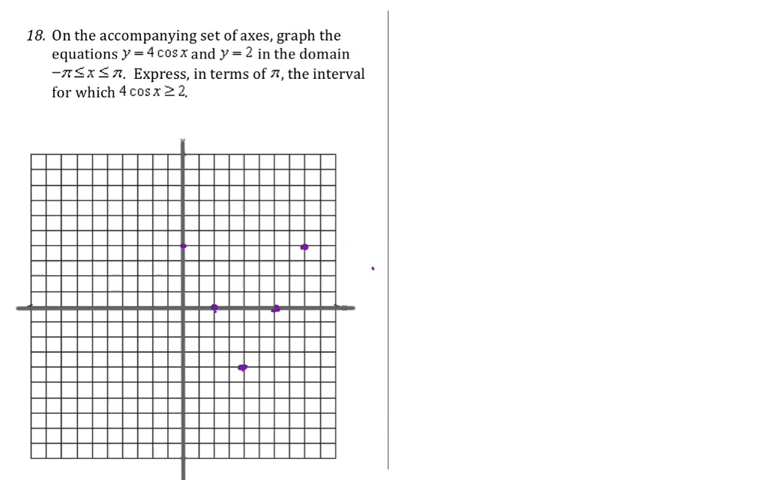 18. On the accompanying set of axes, graph the
equations y = 4 cos x and y = 2 in the domain
−π ≤ x ≤ π. Express, in terms of π, the interval
for which 4 cos x ≥ 2.